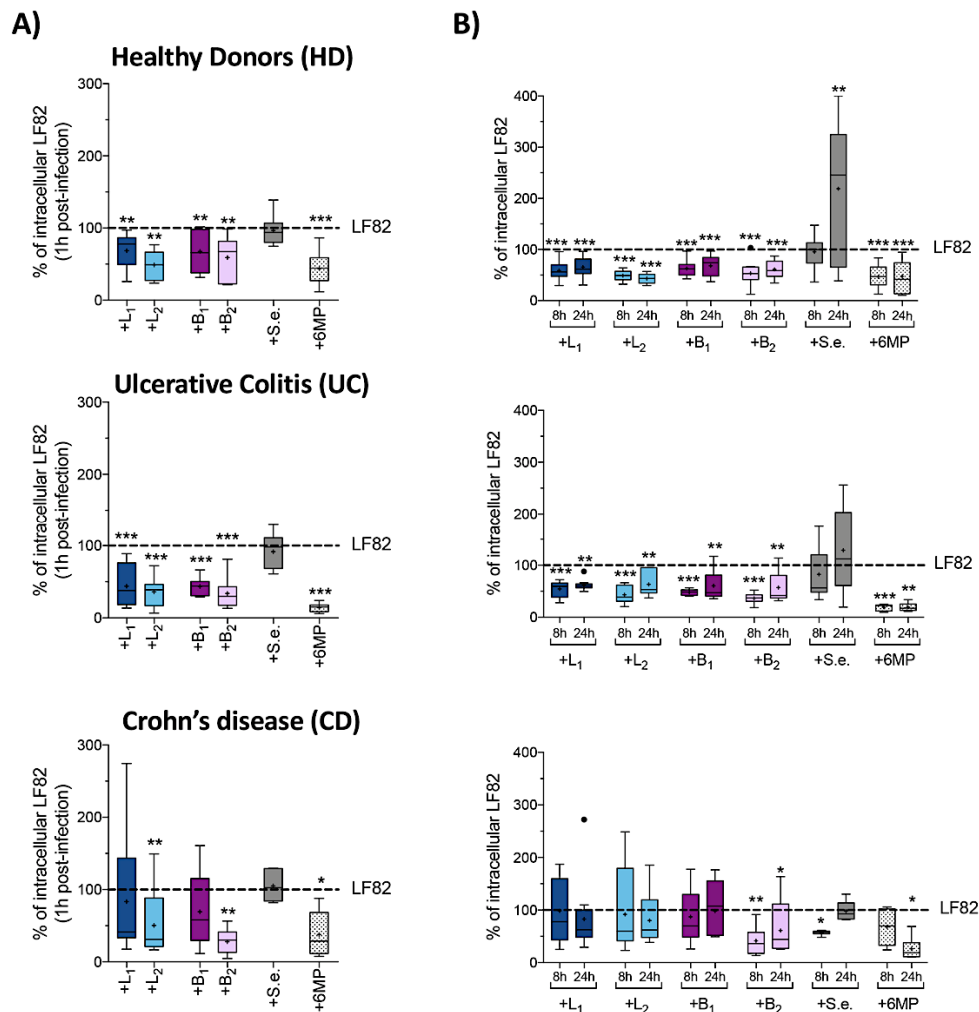 A)
B)
Healthy Donors (HD)
% of intracellular LF82
(1h post-infection)
300
200
100
0
** ** ** ** ***
LF82
+L1
+L2
+B1
+B2
+S.e.
+6MP
% of intracellular LF82
400
300
200
100
0
*** *** *** *** *** *** *** *** ** *** ***
LF82
8h 24h 8h 24h 8h 24h 8h 24h 8h 24h 8h 24h
+L1 +L2 +B1 +B2 +S.e. +6MP
Ulcerative Colitis (UC)
% of intracellular LF82
(1h post-infection)
300
200
100
0
*** *** *** *** ***
LF82
+L1
+L2
+B1
+B2
+S.e.
+6MP
% of intracellular LF82
400
300
200
100
0
*** ** *** ** *** ** *** ** *** **
LF82
8h 24h 8h 24h 8h 24h 8h 24h 8h 24h 8h 24h
+L1 +L2 +B1 +B2 +S.e. +6MP
Crohn’s disease (CD)
% of intracellular LF82
(1h post-infection)
300
200
100
0
** ** *
LF82
+L1
+L2
+B1
+B2
+S.e.
+6MP
% of intracellular LF82
400
300
200
100
0
** * * *
LF82
8h 24h 8h 24h 8h 24h 8h 24h 8h 24h 8h 24h
+L1 +L2 +B1 +B2 +S.e. +6MP